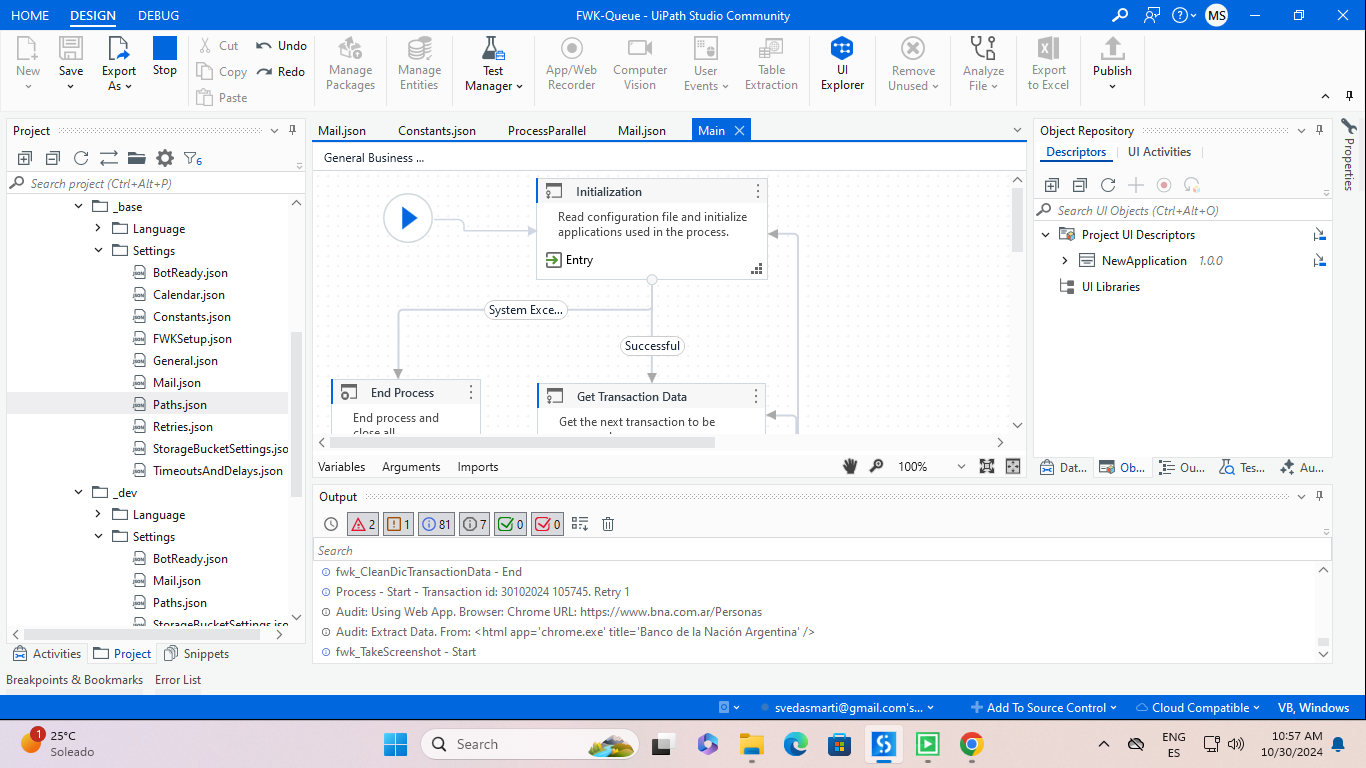 HOME DESIGN DEBUG FWK-Queue - UiPath Studio Community MS
New Save Export As Stop Cut Copy Paste Undo Redo Manage Packages Manage Entities Test Manager App/Web Recorder Computer Vision User Events Table Extraction UI Explorer Remove Unused Analyze File Export to Excel Publish
Project
6
Search project (Ctrl+Alt+P)
_base
Language
Settings
BotReady.json
Calendar.json
Constants.json
FWKSetup.json
General.json
Mail.json
Paths.json
Retries.json
StorageBucketSettings.jso
TimeoutsAndDelays.json
_dev
Language
Settings
BotReady.json
Mail.json
Paths.json
StorageBucketSettings.jso
Activities Project Snippets
Mail.json Constants.json ProcessParallel Mail.json Main
General Business ...
Initialization
Read configuration file and initialize
applications used in the process.
Entry
System Exce...
Successful
End Process
End process and
close all
Get Transaction Data
Get the next transaction to be
Variables Arguments Imports 100%
Output
2 1 81 7 0 0
Search
fwk_CleanDicTransactionData - End
Process - Start - Transaction id: 30102024 105745. Retry 1
Audit: Using Web App. Browser: Chrome URL: https://www.bna.com.ar/Personas
Audit: Extract Data. From: <html app='chrome.exe' title='Banco de la Nación Argentina' />
fwk_TakeScreenshot - Start
Object Repository
Descriptors UI Activities
Search UI Objects (Ctrl+Alt+O)
Project UI Descriptors
NewApplication 1.0.0
UI Libraries
Dat... Ob... Ou... Tes... Au...
Properties
Breakpoints & Bookmarks Error List
svedasmarti@gmail.com's... Add To Source Control Cloud Compatible VB, Windows
1
25°C
Soleado
Search
ENG
ES
10:57 AM
10/30/2024